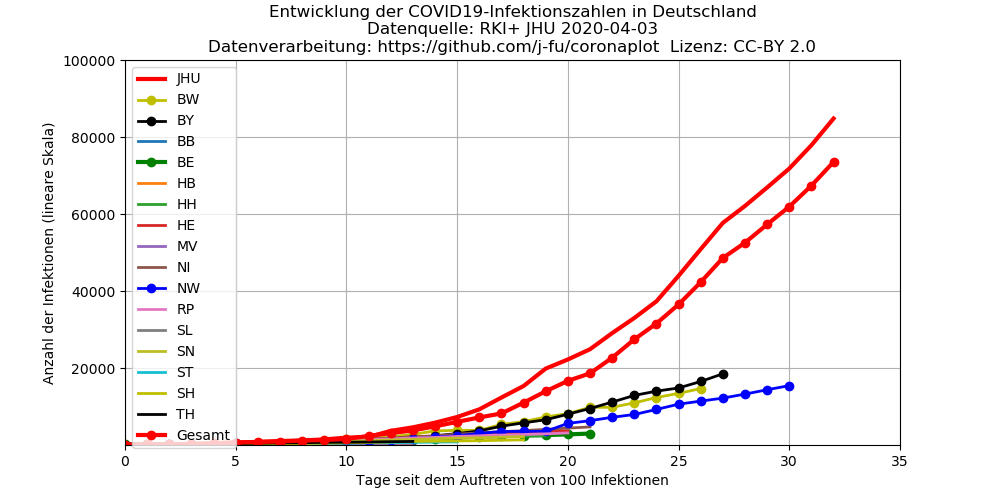 Entwicklung der COVID19-Infektionszahlen in Deutschland
Datenquelle: RKI+ JHU 2020-04-03
Datenverarbeitung: https://github.com/j-fu/coronaplot  Lizenz: CC-BY 2.0
Anzahl der Infektionen (lineare Skala)
100000
80000
60000
40000
20000
JHU
BW
BY
BB
BE
HB
HH
HE
MV
NI
NW
RP
SL
SN
ST
SH
TH
Gesamt
0
5
10
15
20
25
30
35
Tage seit dem Auftreten von 100 Infektionen